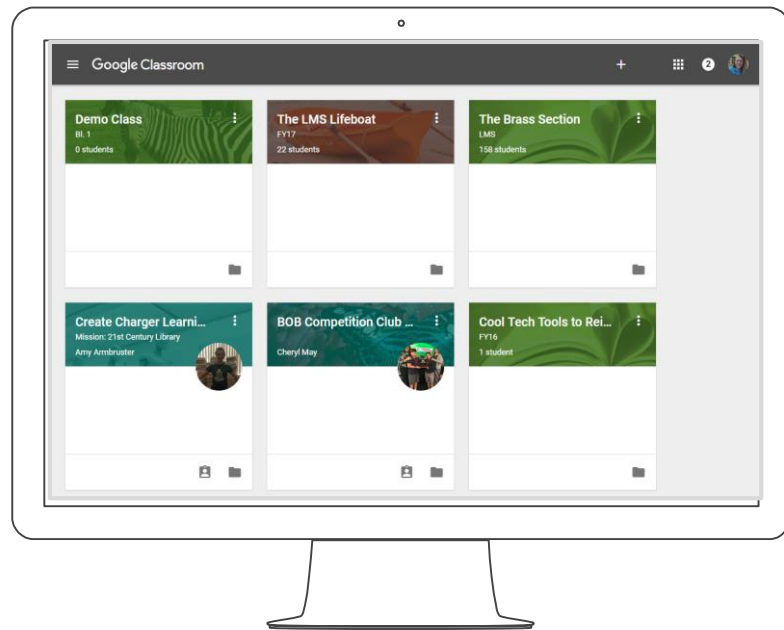 Google Classroom
2
Demo Class
Bl. 1
0 students
The LMS Lifeboat
FY17
22 students
The Brass Section
LMS
158 students
Create Charger Learni...
Mission: 21st Century Library
Amy Armbruster
BOB Competition Club ...
Cheryl May
Cool Tech Tools to Rei...
FY16
1 student